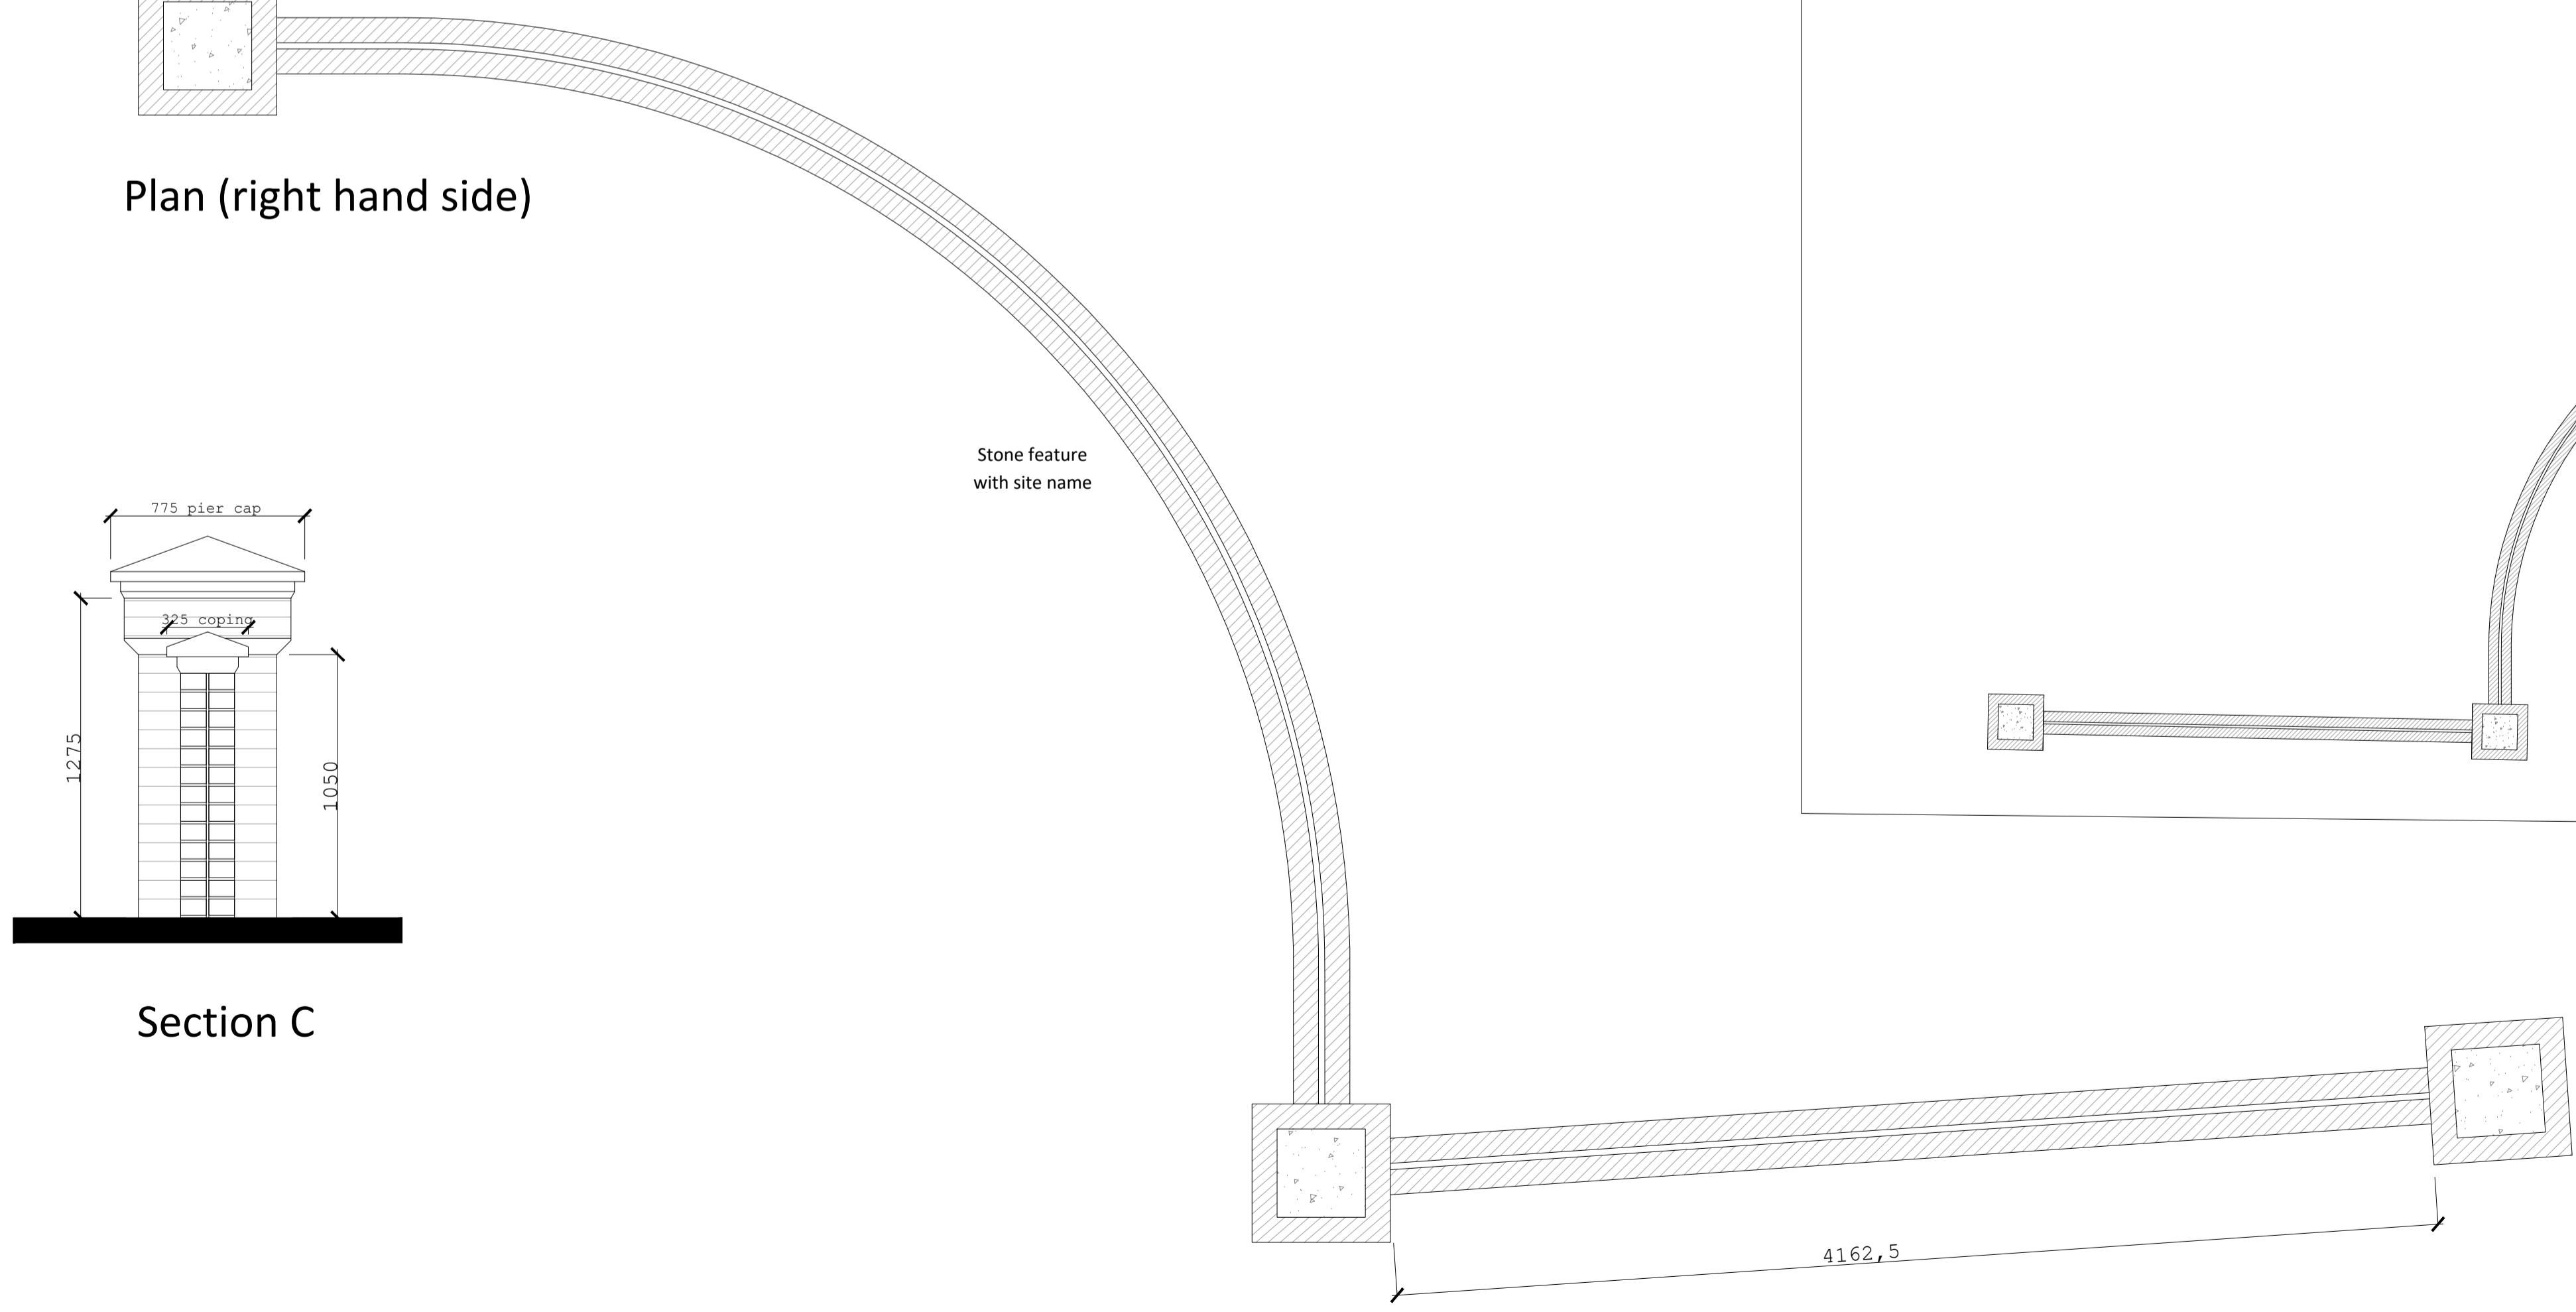 Plan (right hand side)
Stone feature
with site name
775 pier cap
325 coping
1275
1050
Section C
4162,5